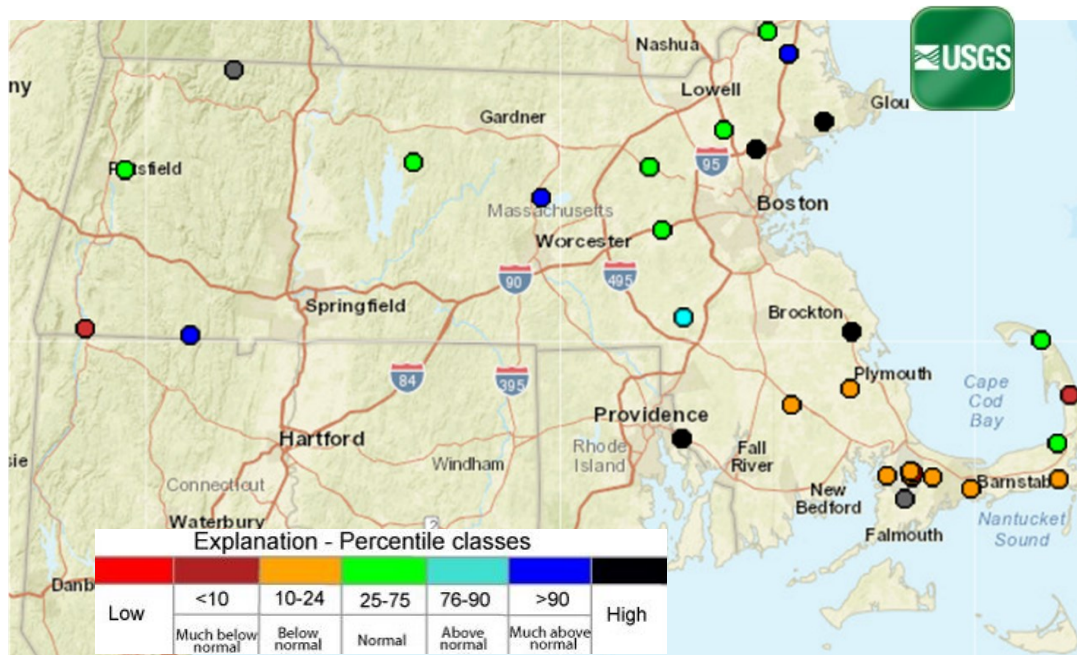 USGS
Nashua
ny
Lowell
Glou
Gardner
95
Massachusetts
Boston
Worcester
90
495
Springfield
Brockton
84
395
Plymouth
Cape
Cod
Bay
Providence
Hartford
Rhode
Island
Fall
River
Windham
sie
Connecticut
New
Bedford
Barnstab
Nantucket
Sound
Waterbury
2
Falmouth
Danb
Explanation - Percentile classes
<10 10-24 25-75 76-90 >90
Low High
Much below
normal
Below
normal
Normal
Above
normal
Much above
normal